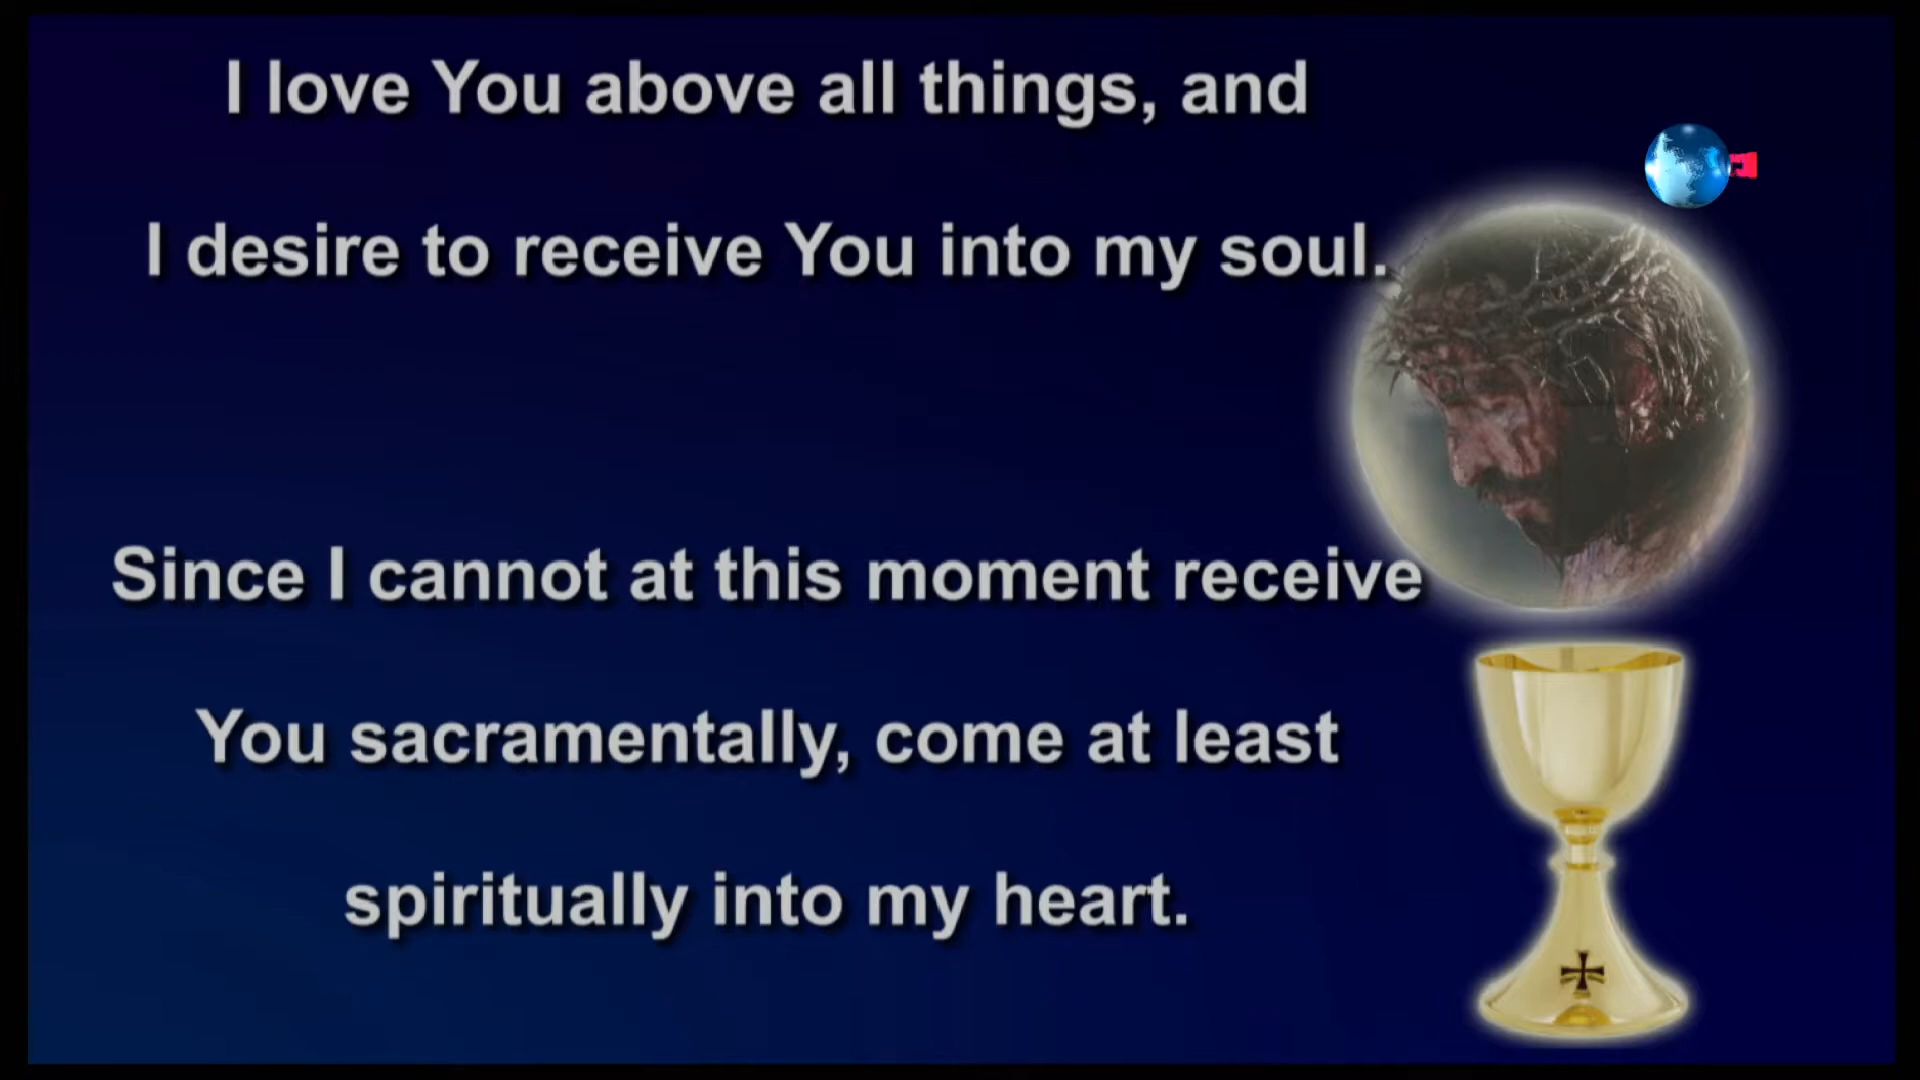 I love You above all things, and
I desire to receive You into my soul.
Since I cannot at this moment receive
You sacramentally, come at least
spiritually into my heart.